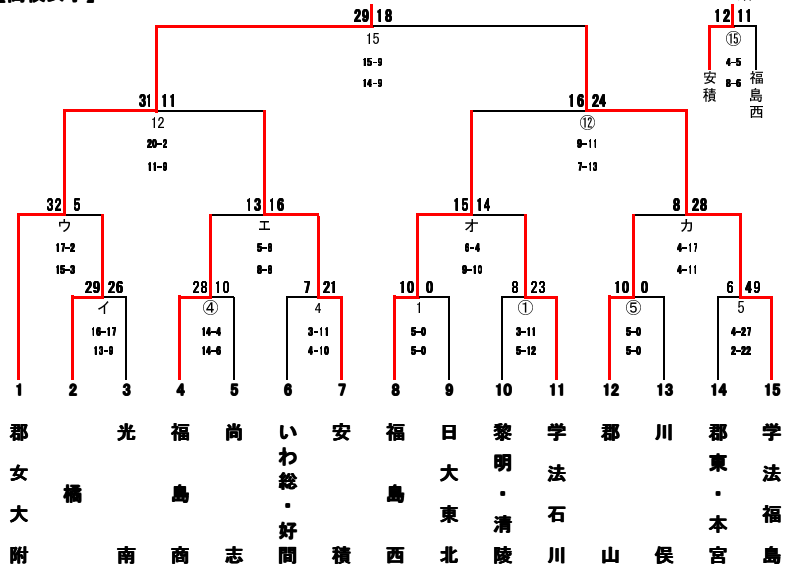 29 18
15
15-9
14-9
12 11
⑮
4-5
8-6
安積
福島西
31 11
12
20-2
11-9
16 24
⑫
9-11
7-13
32 5
ウ
17-2
15-3
13 16
エ
5-8
8-8
15 14
オ
6-4
9-10
8 28
カ
4-17
4-11
29 26
イ
16-17
13-9
28 10
④
14-4
14-6
7 21
4
3-11
4-10
10 0
1
5-0
5-0
8 23
①
3-11
5-12
10 0
⑤
5-0
5-0
6 49
5
4-27
2-22
1 2 3 4 5 6 7 8 9 10 11 12 13 14 15
郡女大附
橘
光南
福島商
尚志
いわ総・好間
安積
福島西
日大東北
黎明・清陵
学法石川
郡山
川俣
郡東・本宮
学法福島